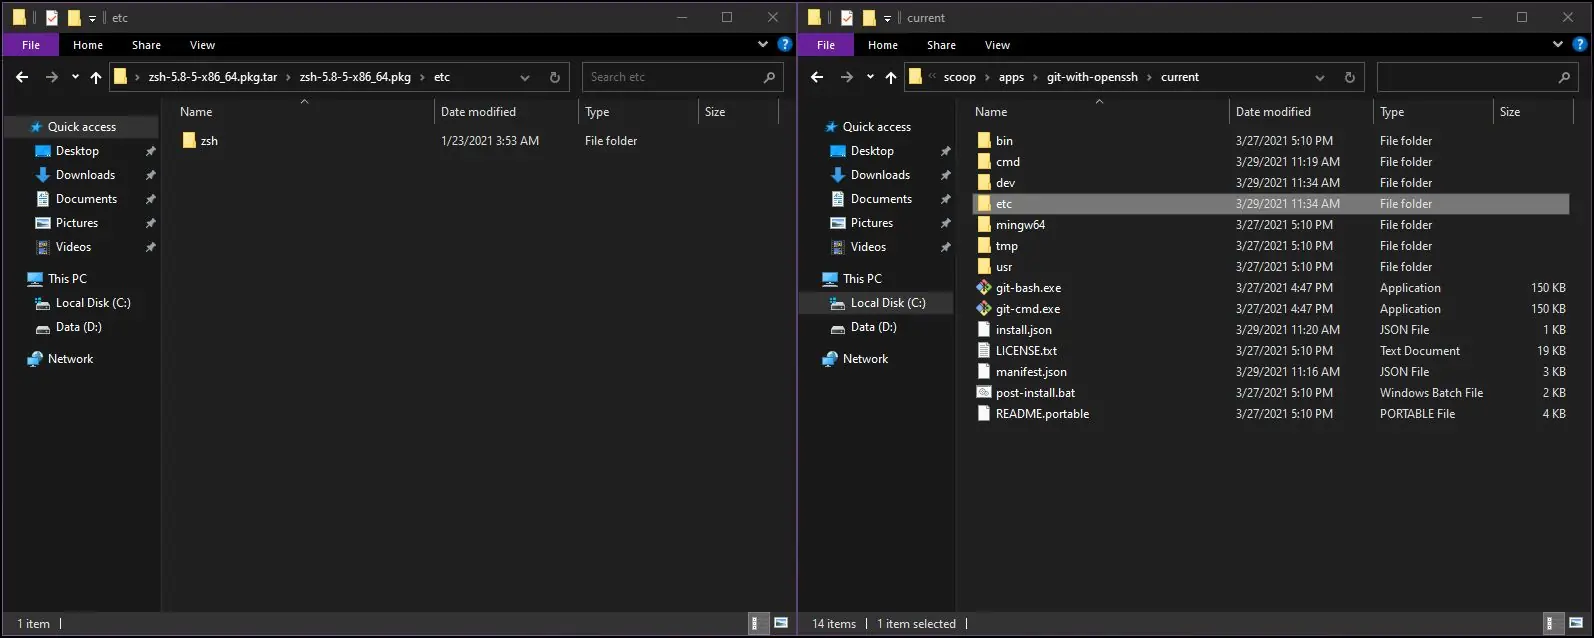 etc
File Home Share View
zsh-5.8-5-x86_64.pkg.tar zsh-5.8-5-x86_64.pkg etc Search etc
Name Date modified Type Size
zsh 1/23/2021 3:53 AM File folder
Quick access
Desktop
Downloads
Documents
Pictures
Videos
This PC
Local Disk (C:)
Data (D:)
Network
1 item
current
File Home Share View
scoop apps git-with-openssh current
Name Date modified Type Size
Quick access
Desktop
Downloads
Documents
Pictures
Videos
This PC
Local Disk (C:)
Data (D:)
Network
bin 3/27/2021 5:10 PM File folder
cmd 3/29/2021 11:19 AM File folder
dev 3/29/2021 11:34 AM File folder
etc 3/29/2021 11:34 AM File folder
mingw64 3/27/2021 5:10 PM File folder
tmp 3/27/2021 5:10 PM File folder
usr 3/27/2021 5:10 PM File folder
git-bash.exe 3/27/2021 4:47 PM Application 150 KB
git-cmd.exe 3/27/2021 4:47 PM Application 150 KB
install.json 3/29/2021 11:20 AM JSON File 1 KB
LICENSE.txt 3/27/2021 5:10 PM Text Document 19 KB
manifest.json 3/29/2021 11:16 AM JSON File 3 KB
post-install.bat 3/27/2021 5:10 PM Windows Batch File 2 KB
README.portable 3/27/2021 5:10 PM PORTABLE File 4 KB
14 items 1 item selected